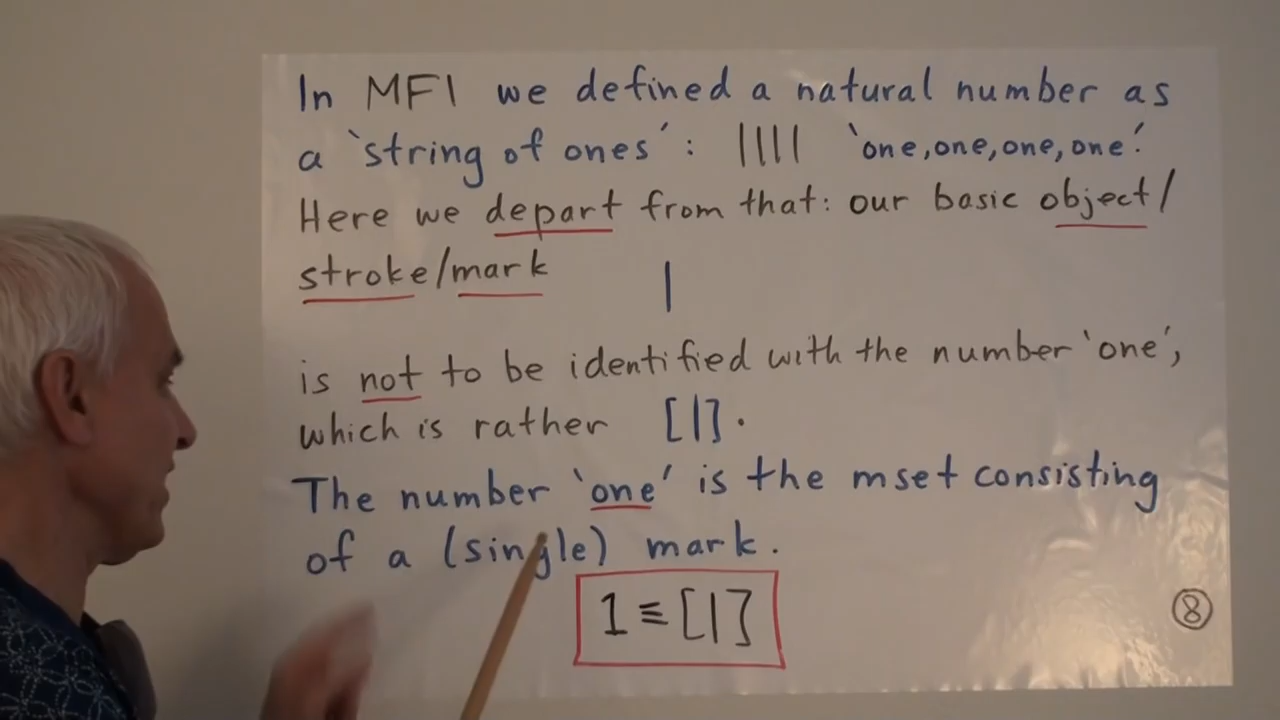 In MF1 we defined a natural number as
a 'string of ones': |||| 'one, one, one, one'.
Here we depart from that: our basic object/
stroke/mark |
is not to be identified with the number 'one',
which is rather [|].
The number 'one' is the mset consisting
of a (single) mark.
1 ≡ [|]
8